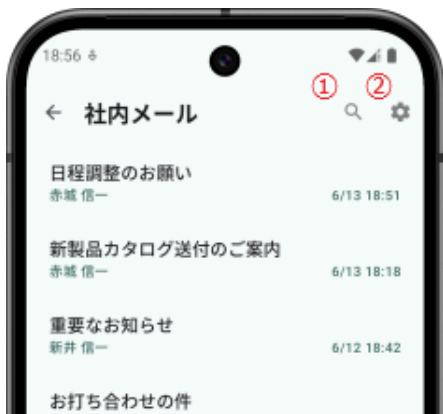 18:56
① ②
社内メール
日程調整のお願い
赤城 信一
6/13 18:51
新製品カタログ送付のご案内
赤城 信一
6/13 18:18
重要なお知らせ
新井 信一
6/12 18:42
お打ち合わせの件